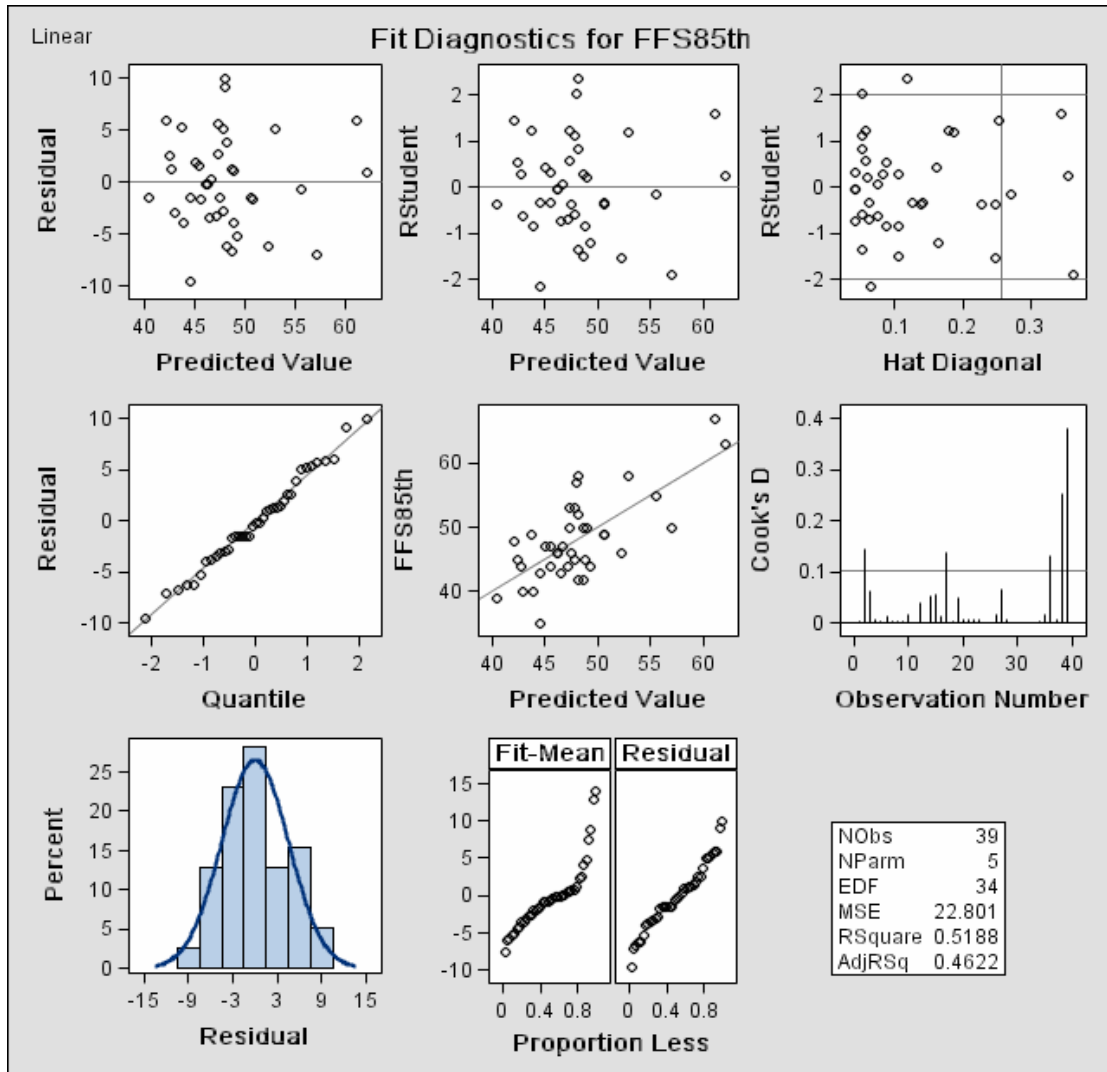 Linear
Fit Diagnostics for FFS85th
Residual
10
5
0
-5
-10
40 45 50 55 60
Predicted Value
RStudent
2
1
0
-1
-2
40 45 50 55 60
Predicted Value
RStudent
2
1
0
-1
-2
0.1 0.2 0.3
Hat Diagonal
Residual
10
5
0
-5
-10
-2 -1 0 1 2
Quantile
FFS85th
60
50
40
40 45 50 55 60
Predicted Value
Cook's D
0.4
0.3
0.2
0.1
0
0 10 20 30 40
Observation Number
Percent
25
20
15
10
5
0
-15 -9 -3 3 9 15
Residual
Fit-Mean Residual
15
10
5
0
-5
-10
0 0.4 0.8 0 0.4 0.8
Proportion Less
NObs 39
NParm 5
EDF 34
MSE 22.801
RSquare 0.5188
AdjRSq 0.4622